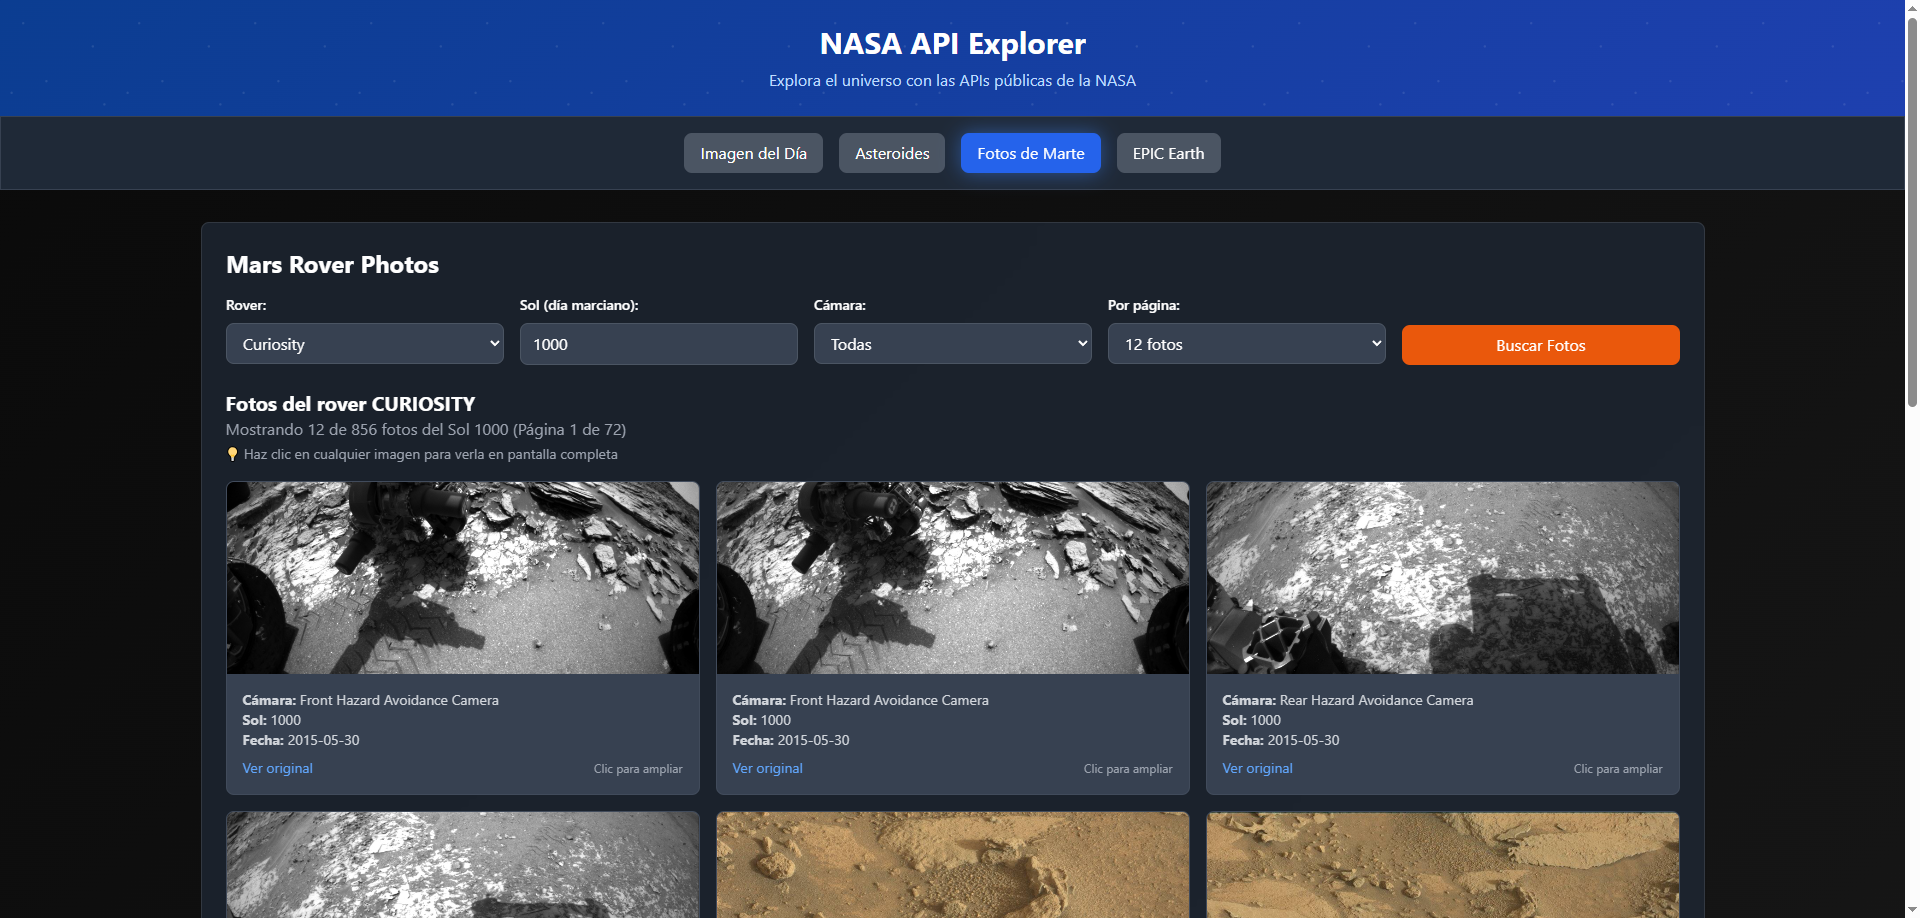 NASA API Explorer
Explora el universo con las APIs públicas de la NASA
Imagen del Día
Asteroides
Fotos de Marte
EPIC Earth
Mars Rover Photos
Rover:
Sol (día marciano):
Cámara:
Por página:
Curiosity
1000
Todas
12 fotos
Buscar Fotos
Fotos del rover CURIOSITY
Mostrando 12 de 856 fotos del Sol 1000 (Página 1 de 72)
Haz clic en cualquier imagen para verla en pantalla completa
Cámara: Front Hazard Avoidance Camera
Sol: 1000
Fecha: 2015-05-30
Ver original
Clic para ampliar
Cámara: Front Hazard Avoidance Camera
Sol: 1000
Fecha: 2015-05-30
Ver original
Clic para ampliar
Cámara: Rear Hazard Avoidance Camera
Sol: 1000
Fecha: 2015-05-30
Ver original
Clic para ampliar